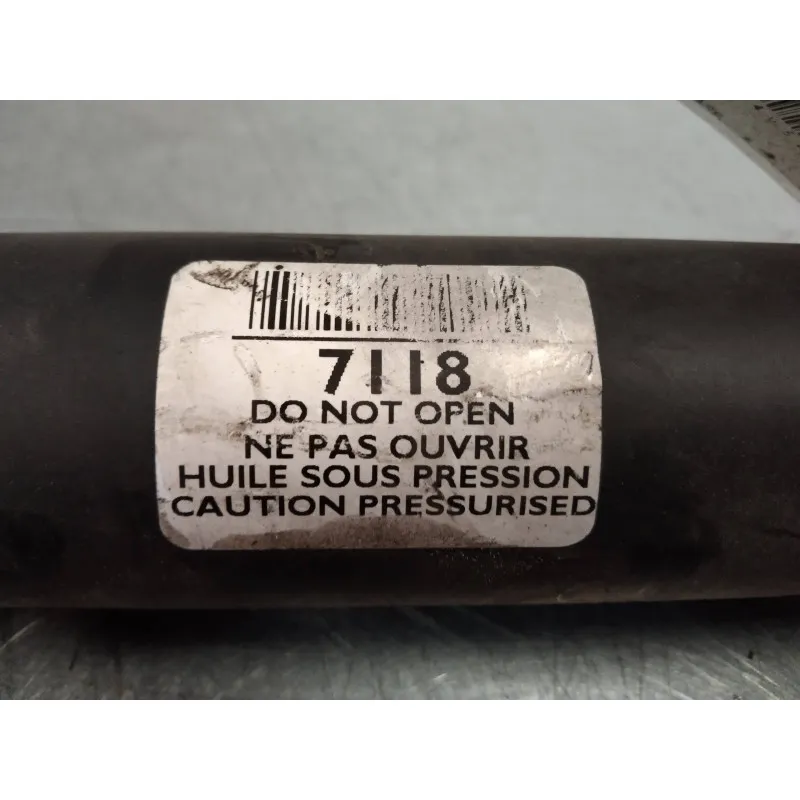 7118
DO NOT OPEN
NE PAS OUVRIR
HUILE SOUS PRESSION
CAUTION PRESSURISED